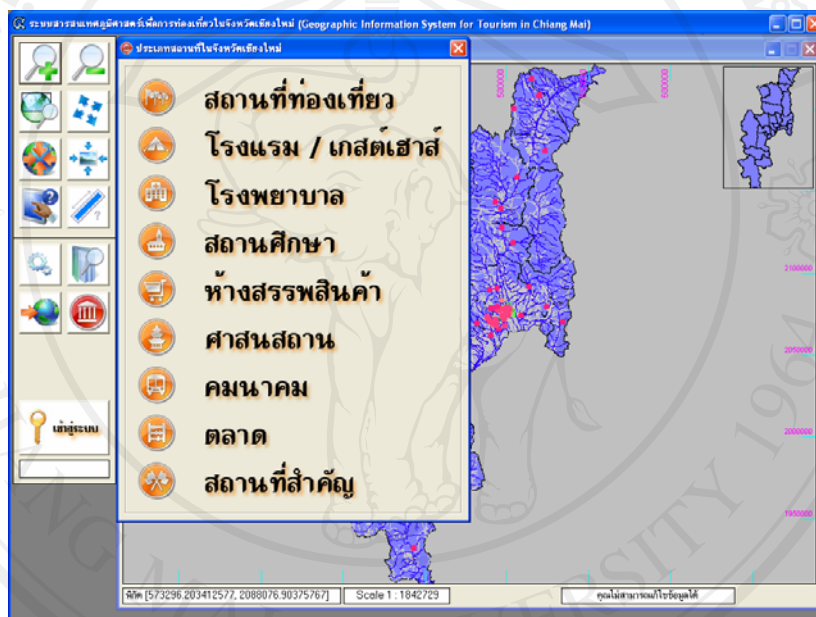 ระบบสารสนเทศภูมิศาสตร์เพื่อการท่องเที่ยวในจังหวัดเชียงใหม่ (Geographic Information System for Tourism in Chiang Mai)
ประเภทสถานที่ในจังหวัดเชียงใหม่
สถานที่ท่องเที่ยว
โรงแรม / เกสต์เฮาส์
โรงพยาบาล
สถานศึกษา
ห้างสรรพสินค้า
ศาสนสถาน
คมนาคม
ตลาด
สถานที่สำคัญ
เข้าสู่ระบบ
500000
600000
2100000
2050000
2000000
1950000
พิกัด [573296.203412577, 2088076.90375767]
Scale 1 : 1842729
คุณไม่สามารถแก้ไขข้อมูลได้